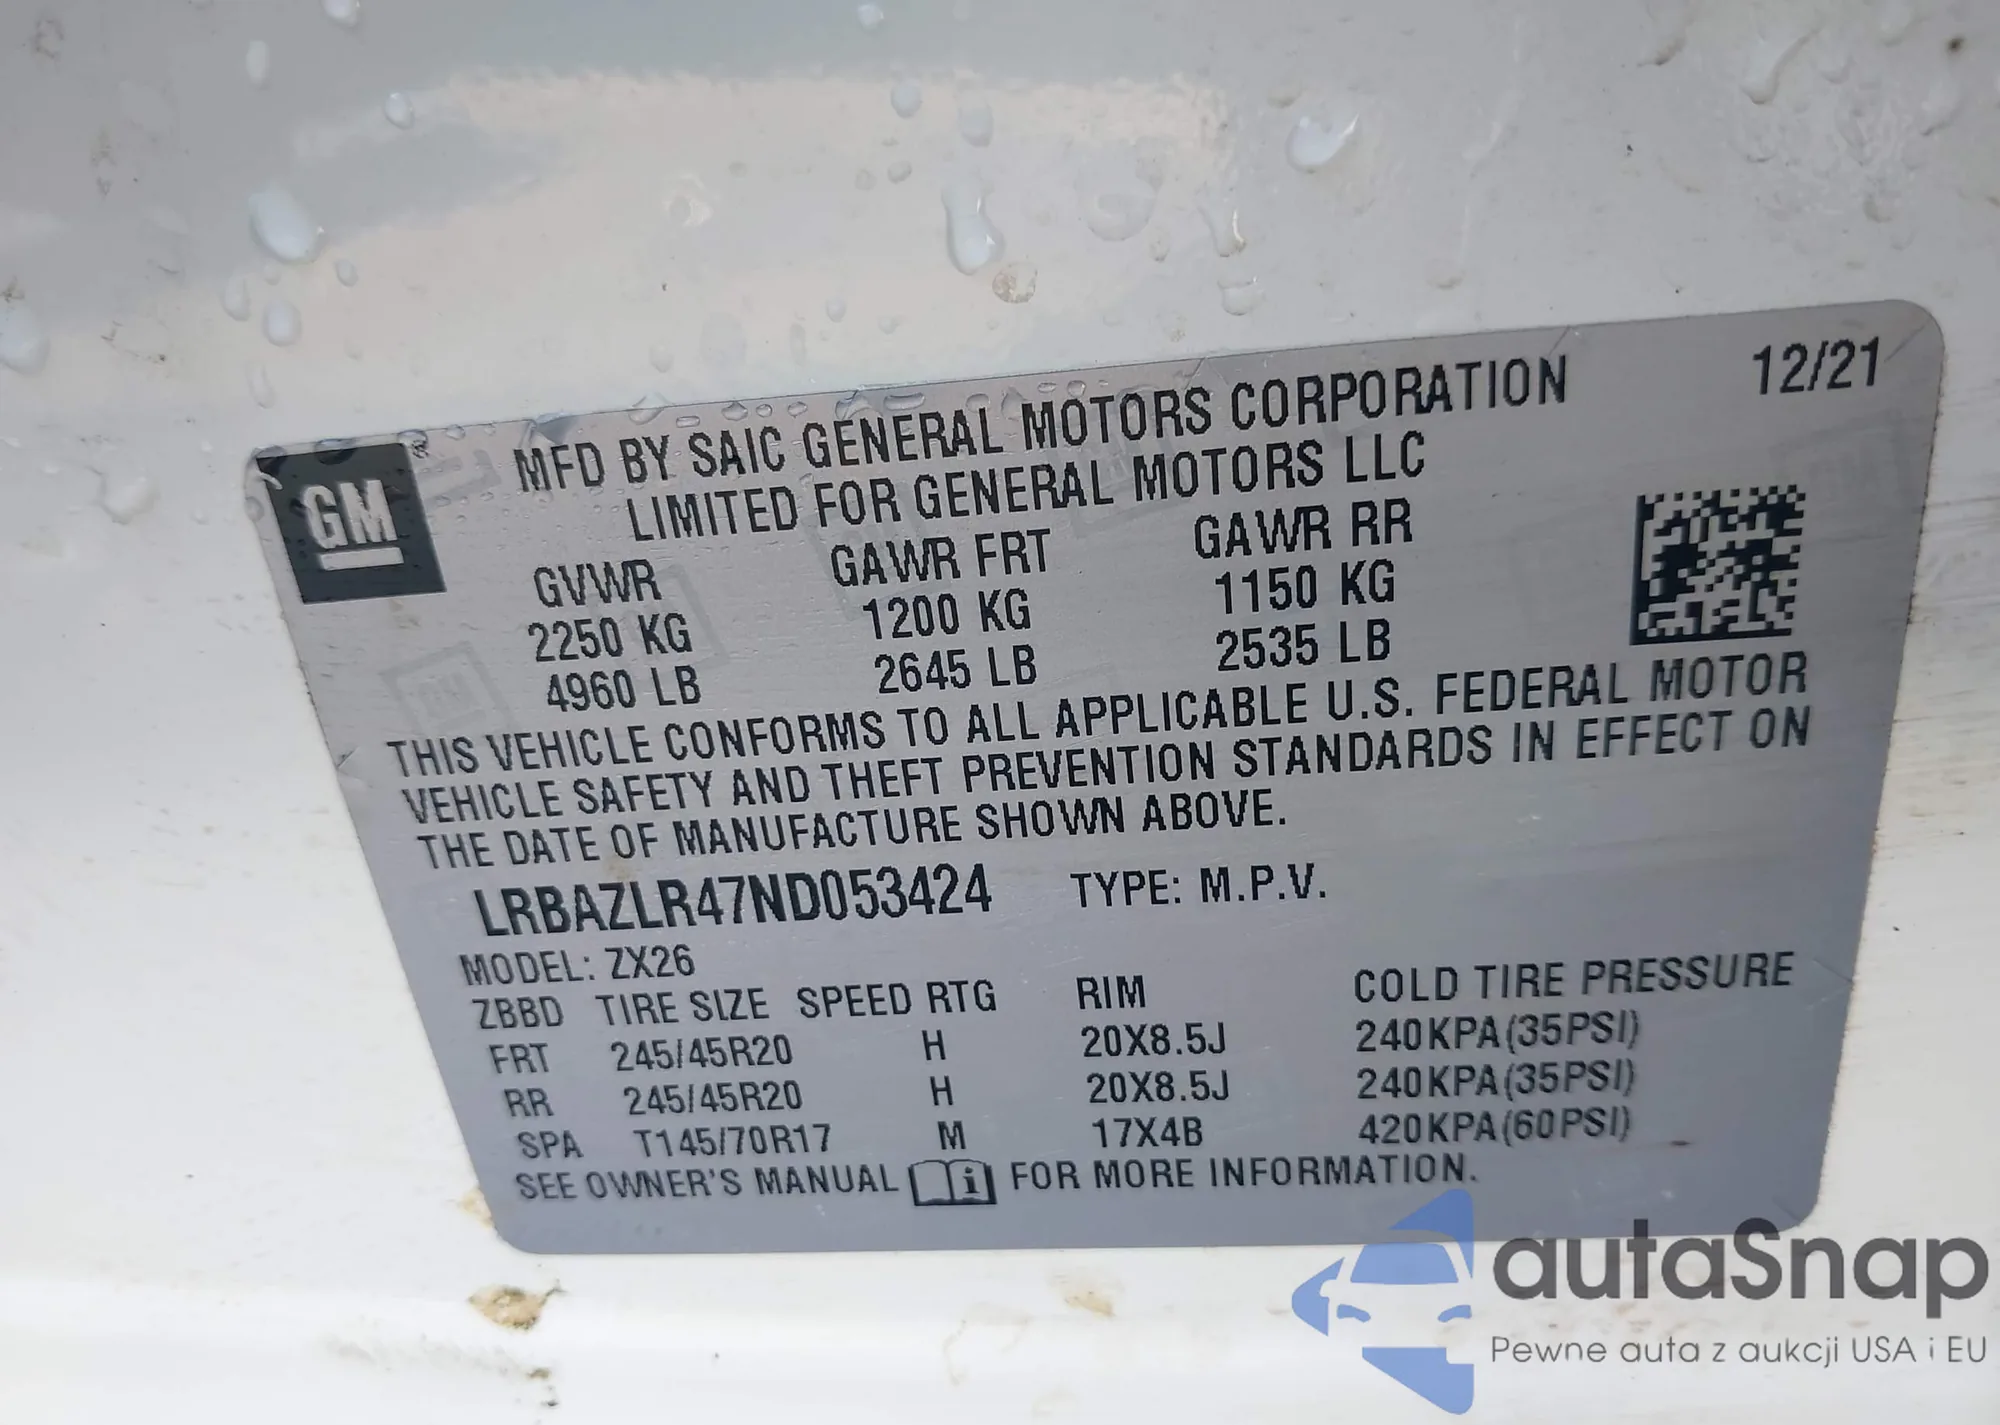 12/21
GM
®
MFD BY SAIC GENERAL MOTORS CORPORATION
LIMITED FOR GENERAL MOTORS LLC
GVWR GAWR FRT GAWR RR
2250 KG 1200 KG 1150 KG
4960 LB 2645 LB 2535 LB
THIS VEHICLE CONFORMS TO ALL APPLICABLE U.S. FEDERAL MOTOR
VEHICLE SAFETY AND THEFT PREVENTION STANDARDS IN EFFECT ON
THE DATE OF MANUFACTURE SHOWN ABOVE.
LRBAZLR47ND053424 TYPE: M.P.V.
MODEL: ZX26
ZBBD TIRE SIZE SPEED RTG RIM COLD TIRE PRESSURE
FRT 245/45R20 H 20X8.5J 240KPA(35PSI)
RR 245/45R20 H 20X8.5J 240KPA(35PSI)
SPA T145/70R17 M 17X4B 420KPA(60PSI)
SEE OWNER'S MANUAL i FOR MORE INFORMATION.
autaSnap
Pewne auta z aukcji USA i EU